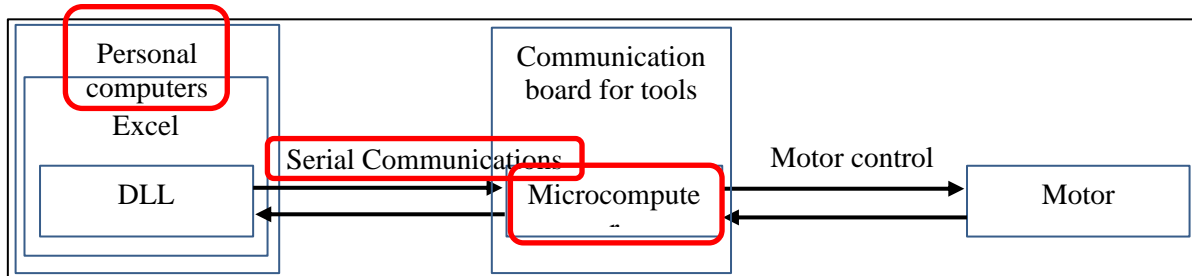 Personal
computers
Excel
DLL
Serial Communications
Communication
board for tools
Microcompute
r
Motor control
Motor